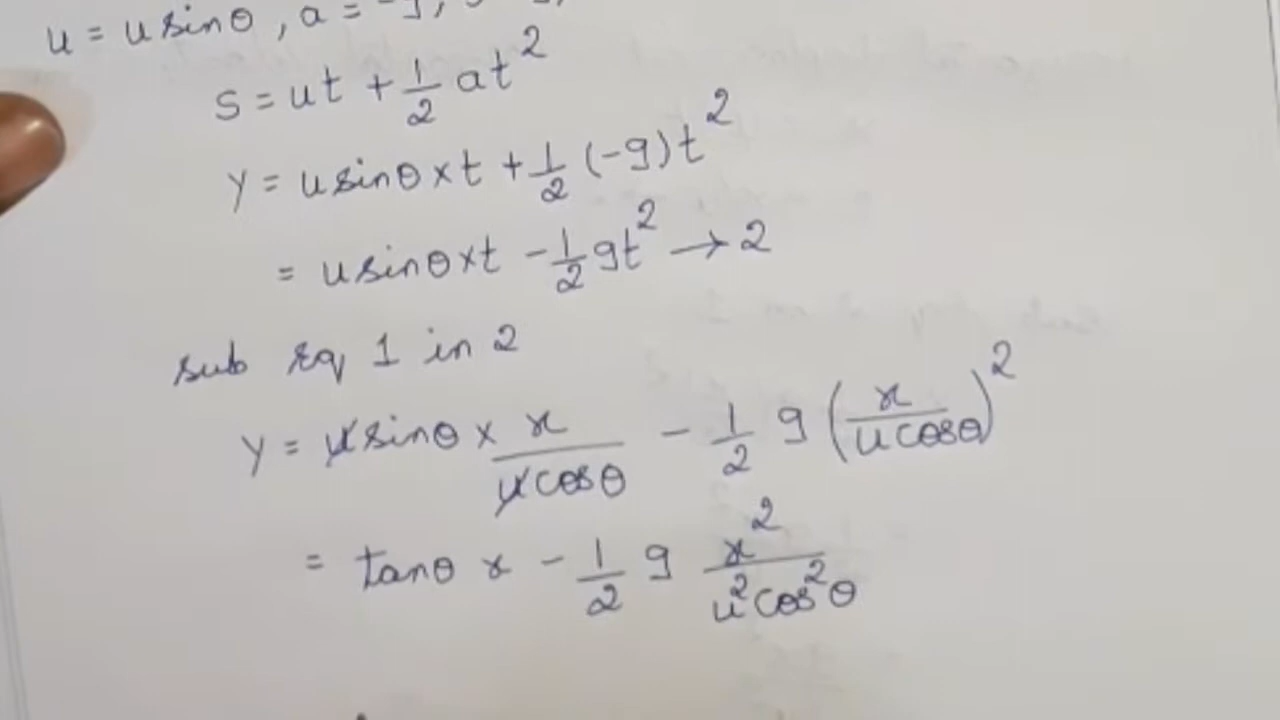 u = u sinθ, a = -g,
S = ut + 1/2 at²
y = u sinθ × t + 1/2 (-g) t²
= u sinθ × t - 1/2 gt² → 2
sub Eq 1 in 2
y = u sinθ × x/u cosθ - 1/2 g (x/u cosθ)²
= tanθ x - 1/2 g x²/u² cos²θ